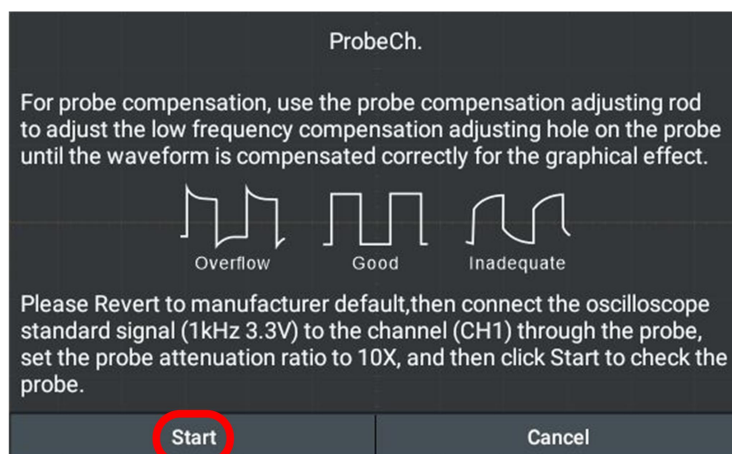 ProbeCh.
For probe compensation, use the probe compensation adjusting rod
to adjust the low frequency compensation adjusting hole on the probe
until the waveform is compensated correctly for the graphical effect.
Overflow Good Inadequate
Please Revert to manufacturer default,then connect the oscilloscope
standard signal (1kHz 3.3V) to the channel (CH1) through the probe,
set the probe attenuation ratio to 10X, and then click Start to check the
probe.
Start Cancel